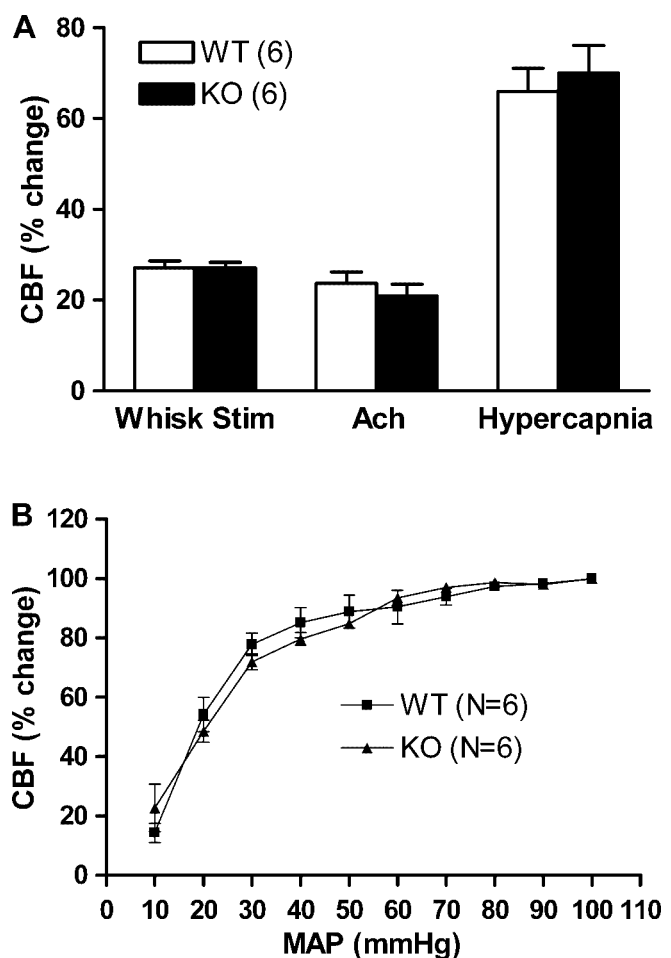 A
80
60
40
20
0
CBF (% change)
WT (6)
KO (6)
Whisk Stim Ach Hypercapnia
B
120
100
80
60
40
20
0
CBF (% change)
WT (N=6)
KO (N=6)
0 10 20 30 40 50 60 70 80 90 100 110
MAP (mmHg)